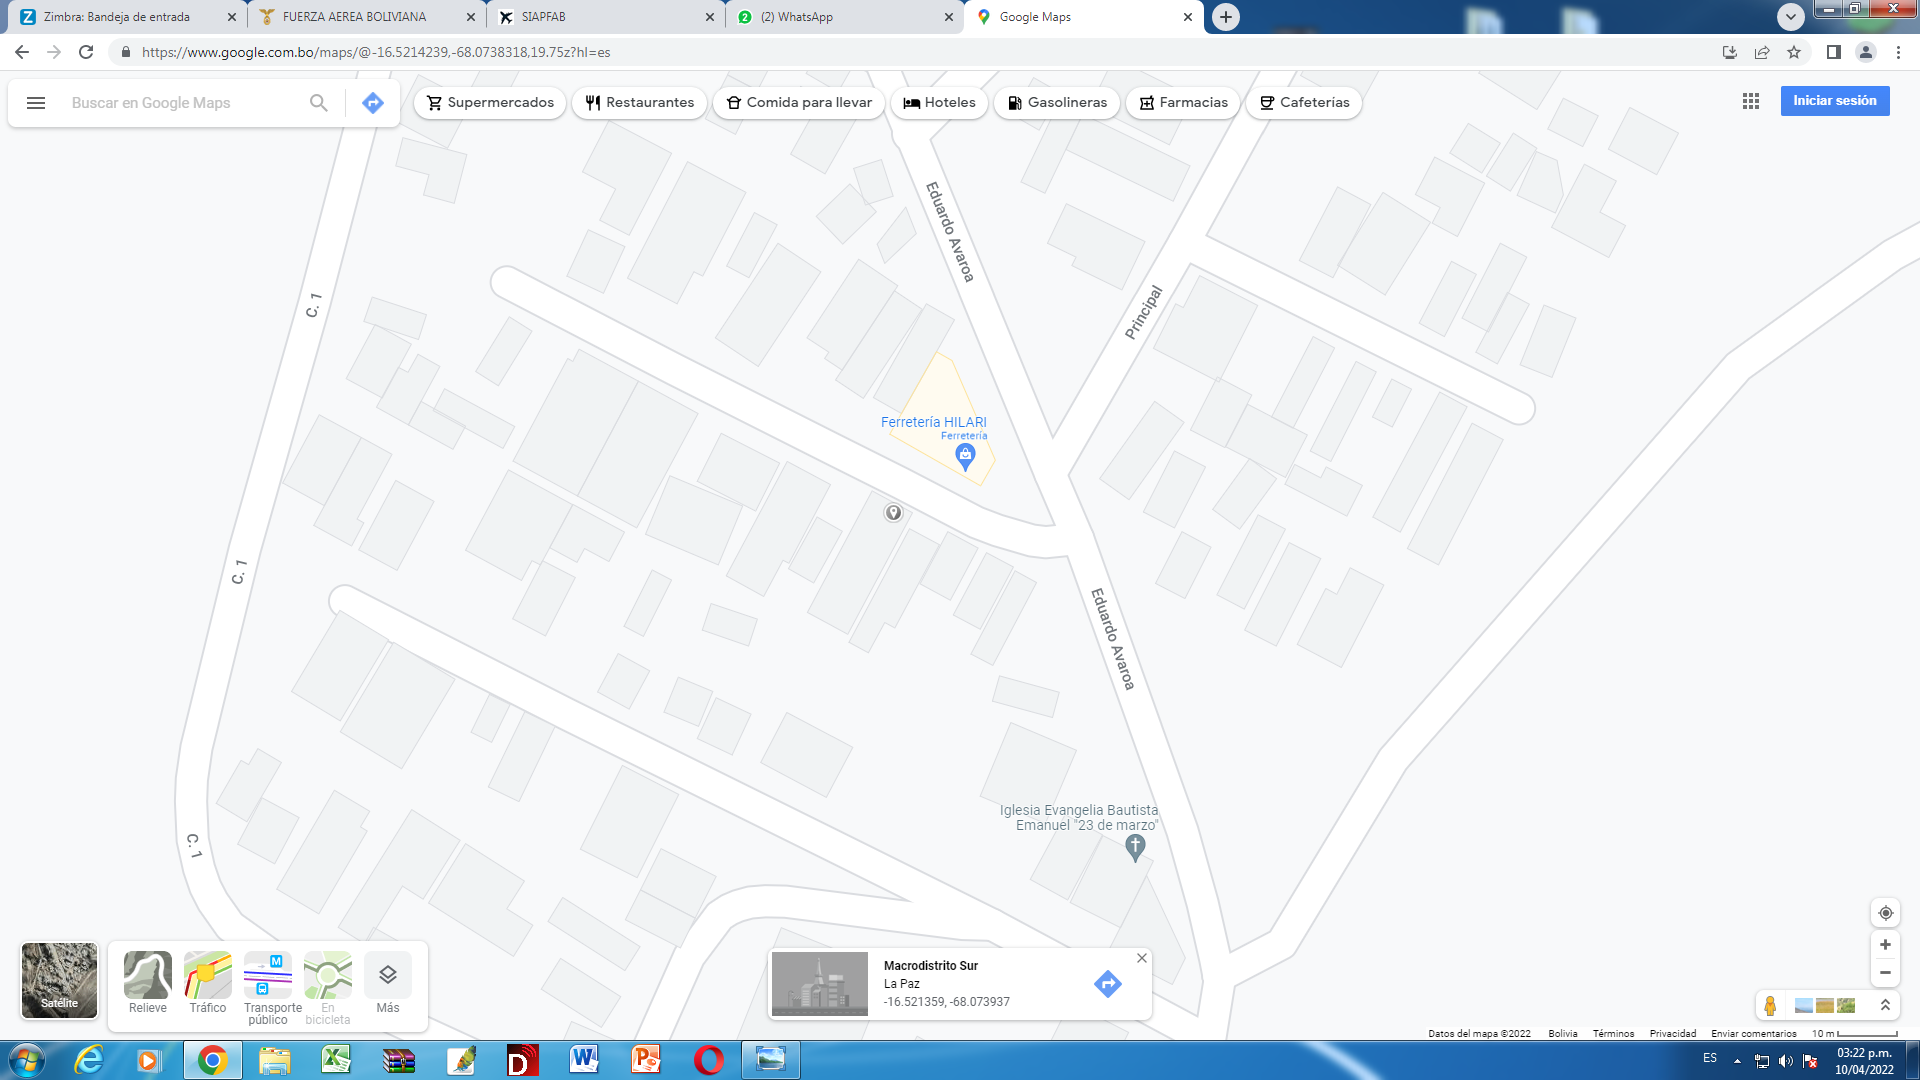 Zimbra: Bandeja de entrada
FUERZA AEREA BOLIVIANA
SIAPFAB
(2) WhatsApp
Google Maps
https://www.google.com.bo/maps/@-16.5214239,-68.0738318,19.75z?hl=es
Buscar en Google Maps
Supermercados
Restaurantes
Comida para llevar
Hoteles
Gasolineras
Farmacias
Cafeterías
Iniciar sesión
Eduardo Avaroa
C. 1
Principal
Ferretería HILARI
Ferretería
C. 1
Eduardo Avaroa
Iglesia Evangelia Bautista
Emanuel "23 de marzo"
C. 1
Satélite
Relieve
Tráfico
Transporte
público
En
bicicleta
Más
Macrodistrito Sur
La Paz
-16.521359, -68.073937
Datos del mapa ©2022
Bolivia
Términos
Privacidad
Enviar comentarios
10 m
ES
03:22 p.m.
10/04/2022